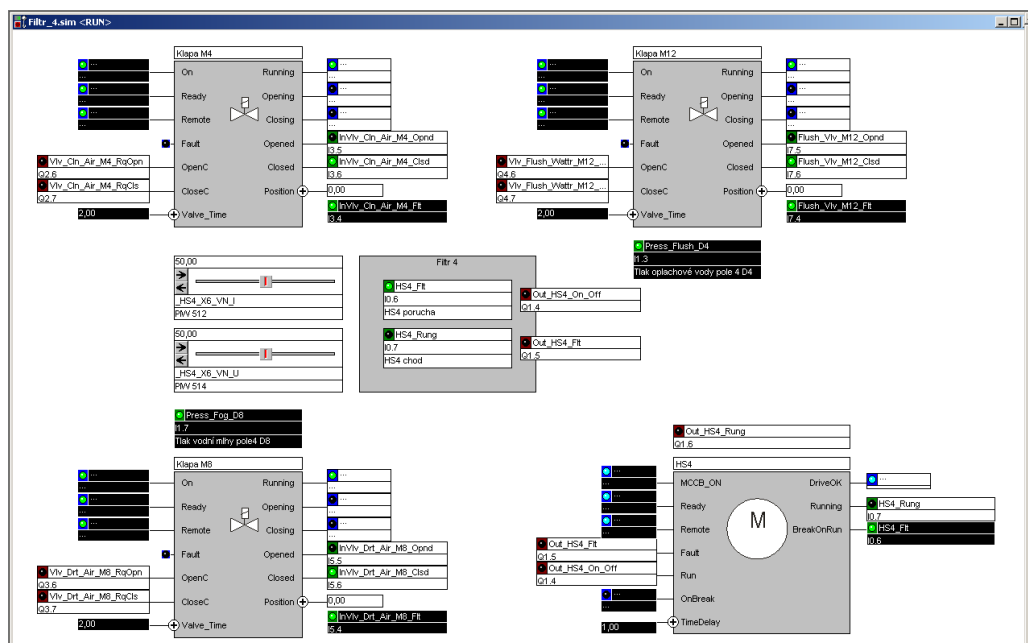 Filtr_4.sim <RUN>
Klapa M4
On
Running
Ready
Opening
Remote
Closing
Fault
Opened
OpenC
Closed
CloseC
Position
Valve_Time
...
...
...
...
...
...
...
...
...
...
...
...
Vlv_Cln_Air_M4_RqOpn
Q2.6
Vlv_Cln_Air_M4_RqCls
Q2.7
2,00
InVlv_Cln_Air_M4_Opnd
I3.5
InVlv_Cln_Air_M4_Clsd
I3.6
0,00
InVlv_Cln_Air_M4_Flt
I3.4
Klapa M12
On
Running
Ready
Opening
Remote
Closing
Fault
Opened
OpenC
Closed
CloseC
Position
Valve_Time
...
...
...
...
...
...
...
...
...
...
...
...
Vlv_Flush_Wattr_M12_...
Q4.6
Vlv_Flush_Wattr_M12_...
Q4.7
2,00
Flush_Vlv_M12_Opnd
I7.5
Flush_Vlv_M12_Clsd
I7.6
0,00
Flush_Vlv_M12_Flt
I7.4
Press_Flush_D4
I1.3
Tlak oplachové vody pole 4 D4
50,00
_HS4_X6_VN_I
PIW 512
50,00
_HS4_X6_VN_U
PIW 514
Filtr 4
HS4_Flt
I0.6
HS4 porucha
HS4_Rung
I0.7
HS4 chod
Out_HS4_On_Off
Q1.4
Out_HS4_Flt
Q1.5
Press_Fog_D8
I1.7
Tlak vodní mlhy pole4 D8
Klapa M8
On
Running
Ready
Opening
Remote
Closing
Fault
Opened
OpenC
Closed
CloseC
Position
Valve_Time
...
...
...
...
...
...
...
...
...
...
...
...
Vlv_Drt_Air_M8_RqOpn
Q3.6
Vlv_Drt_Air_M8_RqCls
Q3.7
2,00
InVlv_Drt_Air_M8_Opnd
I5.5
InVlv_Drt_Air_M8_Clsd
I5.6
0,00
InVlv_Drt_Air_M8_Flt
I5.4
Out_HS4_Rung
Q1.6
HS4
MCCB_ON
DriveOK
Ready
Running
Remote
BreakOnRun
Fault
Run
OnBreak
TimeDelay
M
...
...
...
...
...
...
...
Out_HS4_Flt
Q1.5
Out_HS4_On_Off
Q1.4
...
...
1,00
HS4_Rung
I0.7
HS4_Flt
I0.6